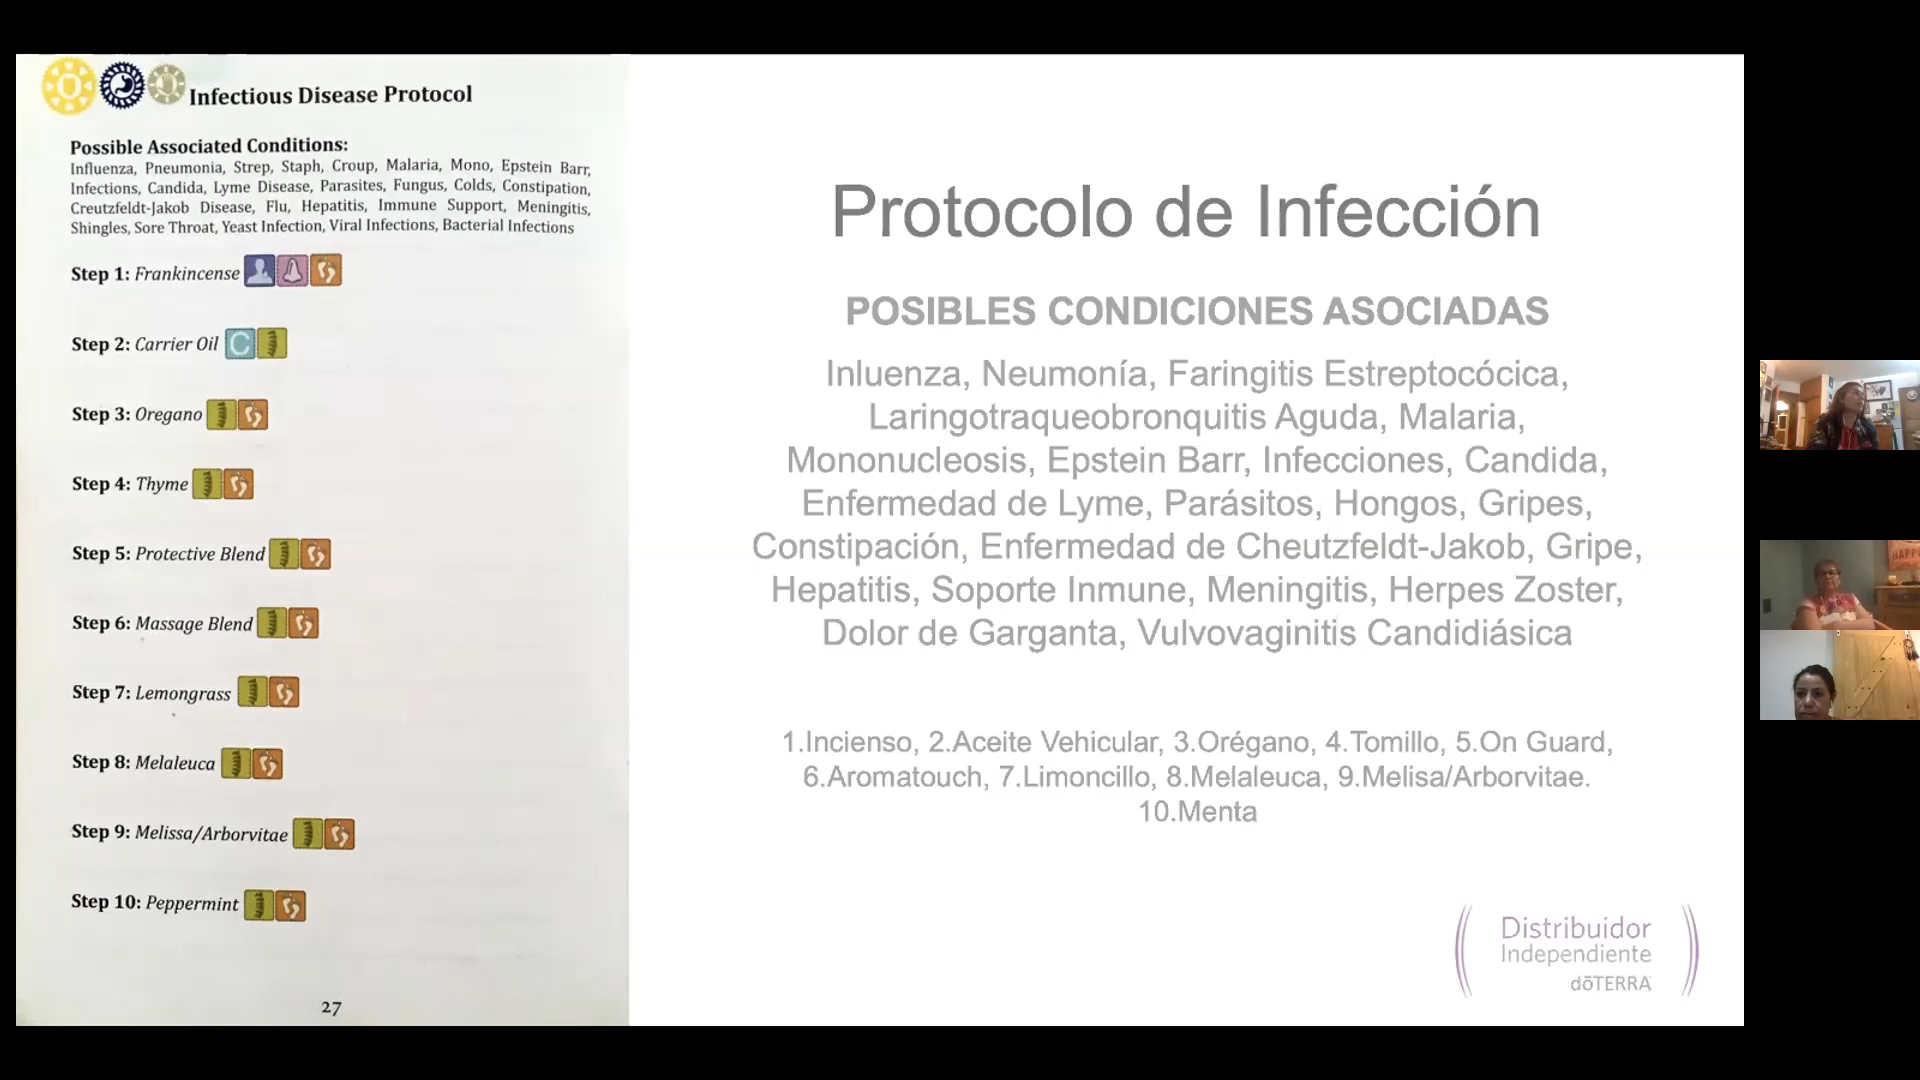 Infectious Disease Protocol
Possible Associated Conditions:
Influenza, Pneumonia, Strep, Staph, Croup, Malaria, Mono, Epstein Barr,
Infections, Candida, Lyme Disease, Parasites, Fungus, Colds, Constipation,
Creutzfeldt-Jakob Disease, Flu, Hepatitis, Immune Support, Meningitis,
Shingles, Sore Throat, Yeast Infection, Viral Infections, Bacterial Infections
Step 1: Frankincense
Step 2: Carrier Oil C
Step 3: Oregano
Step 4: Thyme
Step 5: Protective Blend
Step 6: Massage Blend
Step 7: Lemongrass
Step 8: Melaleuca
Step 9: Melissa/Arborvitae
Step 10: Peppermint
27
Protocolo de Infección
POSIBLES CONDICIONES ASOCIADAS
Inluenza, Neumonía, Faringitis Estreptocócica,
Laringotraqueobronquitis Aguda, Malaria,
Mononucleosis, Epstein Barr, Infecciones, Candida,
Enfermedad de Lyme, Parásitos, Hongos, Gripes,
Constipación, Enfermedad de Cheutzfeldt-Jakob, Gripe,
Hepatitis, Soporte Inmune, Meningitis, Herpes Zoster,
Dolor de Garganta, Vulvovaginitis Candidiásica
1.Incienso, 2.Aceite Vehicular, 3.Orégano, 4.Tomillo, 5.On Guard,
6.Aromatouch, 7.Limoncillo, 8.Melaleuca, 9.Melisa/Arborvitae.
10.Menta
Distribuidor
Independiente
dōTERRA